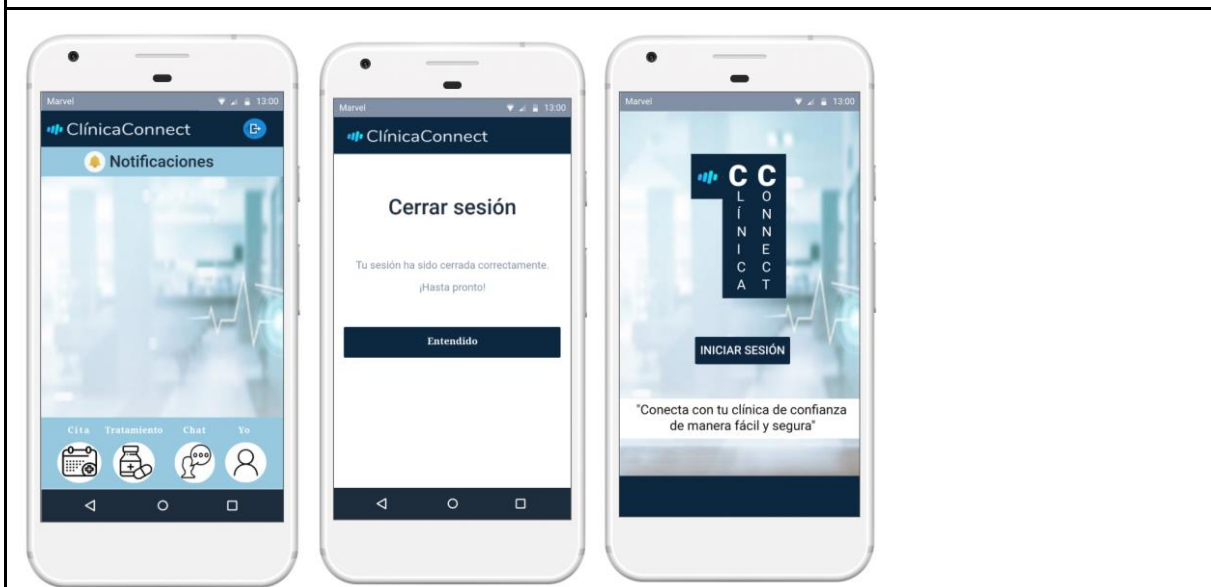 Marvel 13:00
ClínicaConnect
Notificaciones
Cita Tratamiento Chat Yo
Marvel 13:00
ClínicaConnect
Cerrar sesión
Tu sesión ha sido cerrada correctamente.
¡Hasta pronto!
Entendido
Marvel 13:00
CLÍNICA
CONNECT
INICIAR SESIÓN
"Conecta con tu clínica de confianza
de manera fácil y segura"